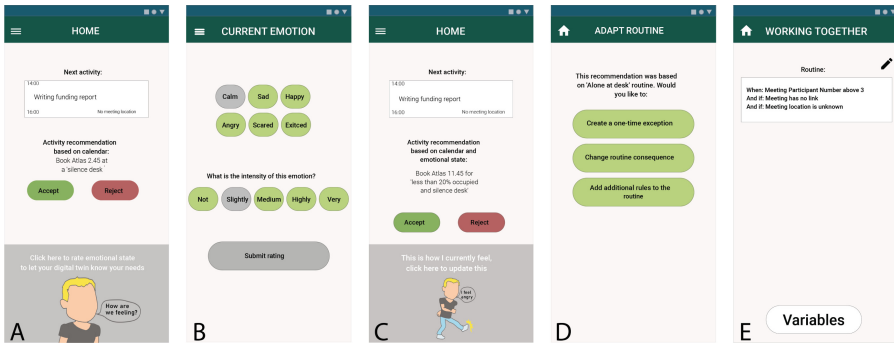 HOME
Next activity:
14:00
Writing funding report
16:00 No meeting location
Activity recommendation
based on calendar:
Book Atlas 2.45 at
a 'silence desk'
Accept Reject
Click here to rate emotional state
to let your digital twin know your needs
How are
we feeling?
A
CURRENT EMOTION
Calm Sad Happy
Angry Scared Exitced
What is the intensity of this emotion?
Not Slightly Medium Highly Very
Submit rating
B
HOME
Next activity:
14:00
Writing funding report
16:00 No meeting location
Activity recommendation
based on calendar and
emotional state:
Book Atlas 11.45 for
'less than 20% occupied
and silence desk'
Accept Reject
This is how I currently feel,
click here to update this
I feel
angry
C
ADAPT ROUTINE
This recommendation was based
on 'Alone at desk' routine. Would
you like to:
Create a one-time exception
Change routine consequence
Add additional rules to the
routine
D
WORKING TOGETHER
Routine:
When: Meeting Participant Number above 3
And if: Meeting has no link
And if: Meeting location is unknown
Variables
E